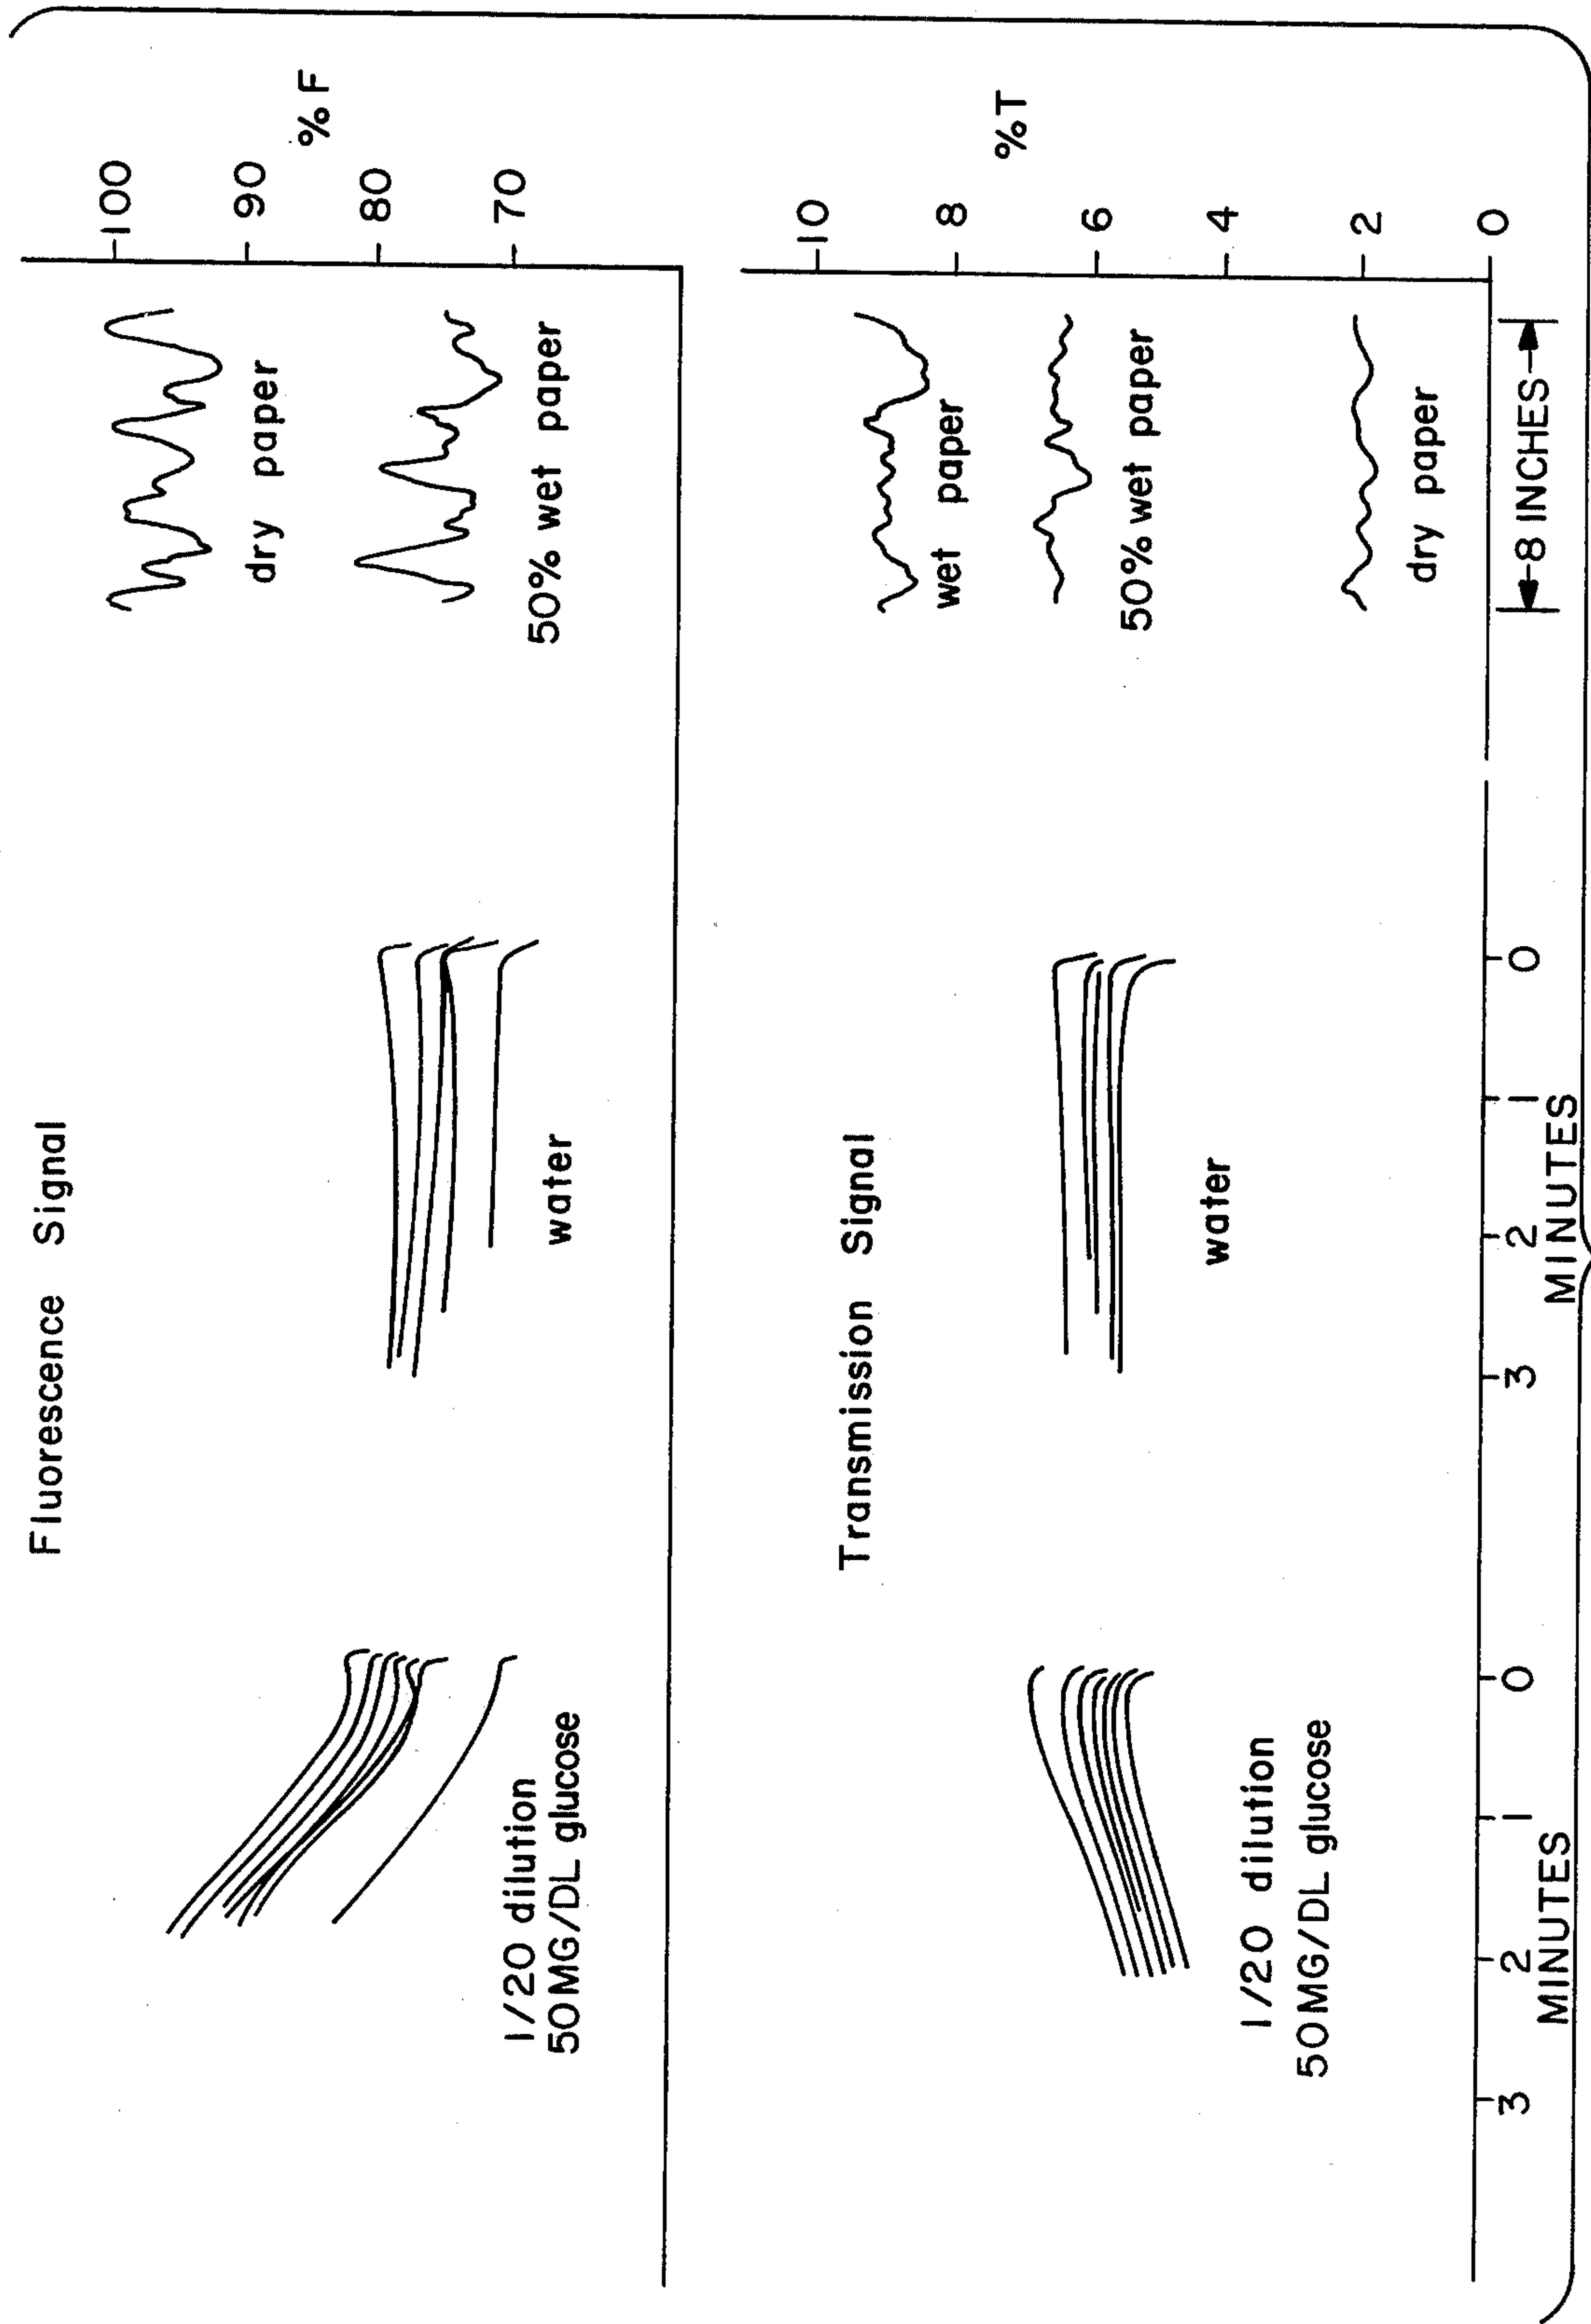 Fluorescence Signal
100
90
80
70
% F
dry paper
50% wet paper
water
1/20 dilution
50MG/DL glucose
Transmission Signal
10
8
6
4
2
0
%T
wet paper
50% wet paper
dry paper
8 INCHES
water
1/20 dilution
50MG/DL glucose
3 2 1 0
MINUTES
3 2 1 0
MINUTES